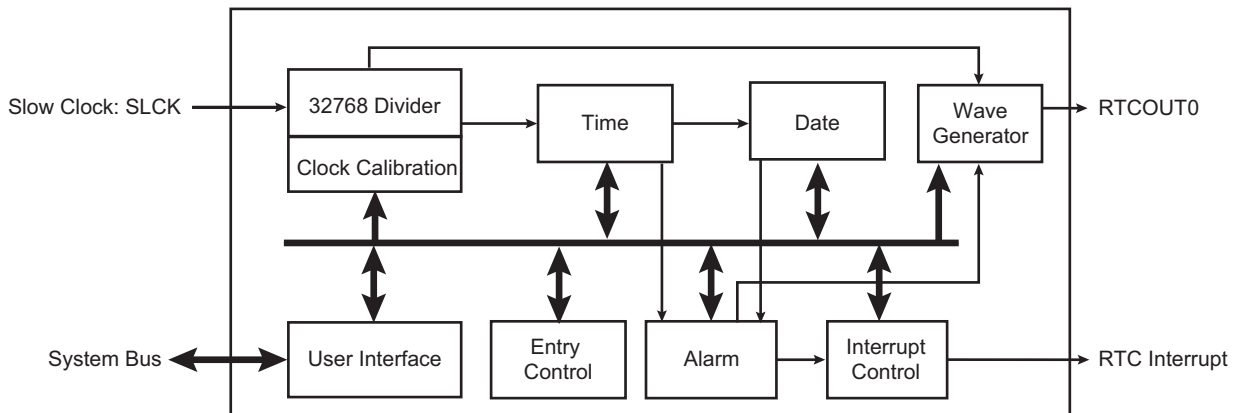 Slow Clock: SLCK
32768 Divider
Clock Calibration
Time
Date
Wave
Generator
RTCOUT0
System Bus
User Interface
Entry
Control
Alarm
Interrupt
Control
RTC Interrupt